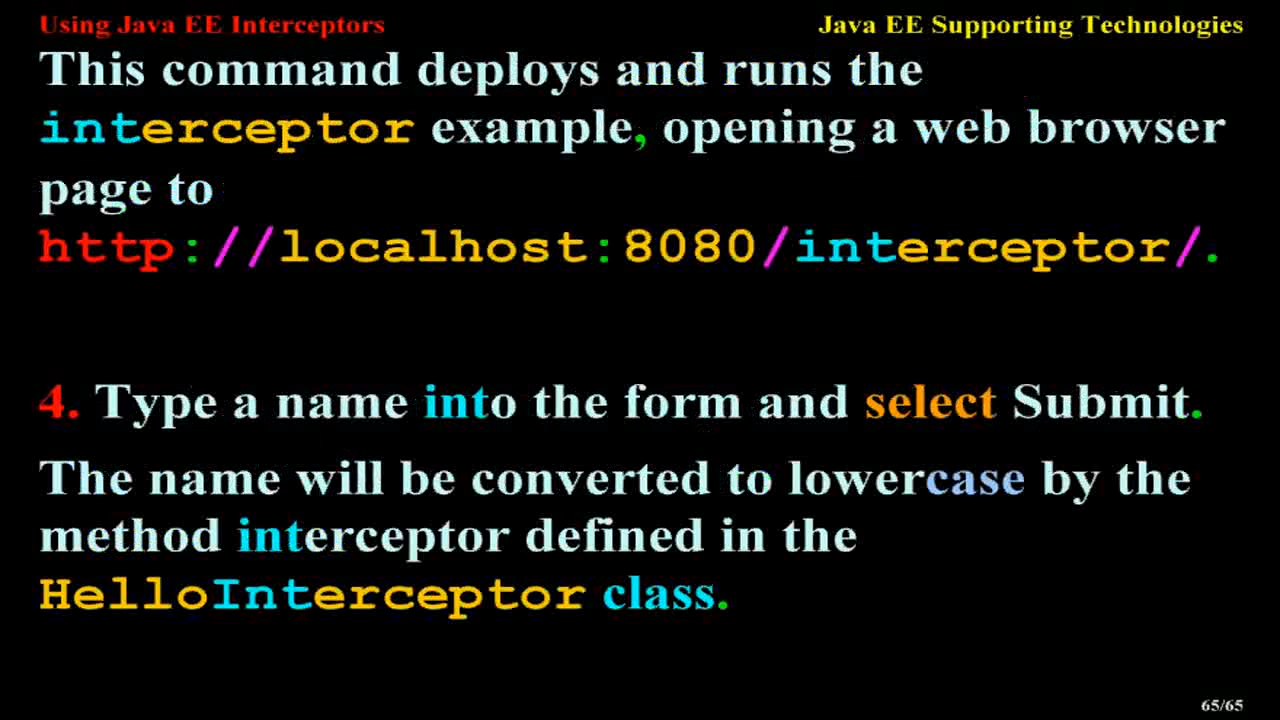 Using Java EE Interceptors
Java EE Supporting Technologies
This command deploys and runs the
interceptor example, opening a web browser
page to
http://localhost:8080/interceptor/.
4. Type a name into the form and select Submit.
The name will be converted to lowercase by the
method interceptor defined in the
HelloInterceptor class.
65/65